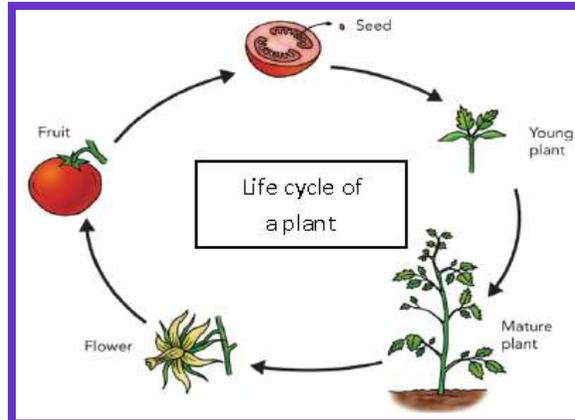 Seed
Fruit
Young
plant
Life cycle of
a plant
Mature
plant
Flower